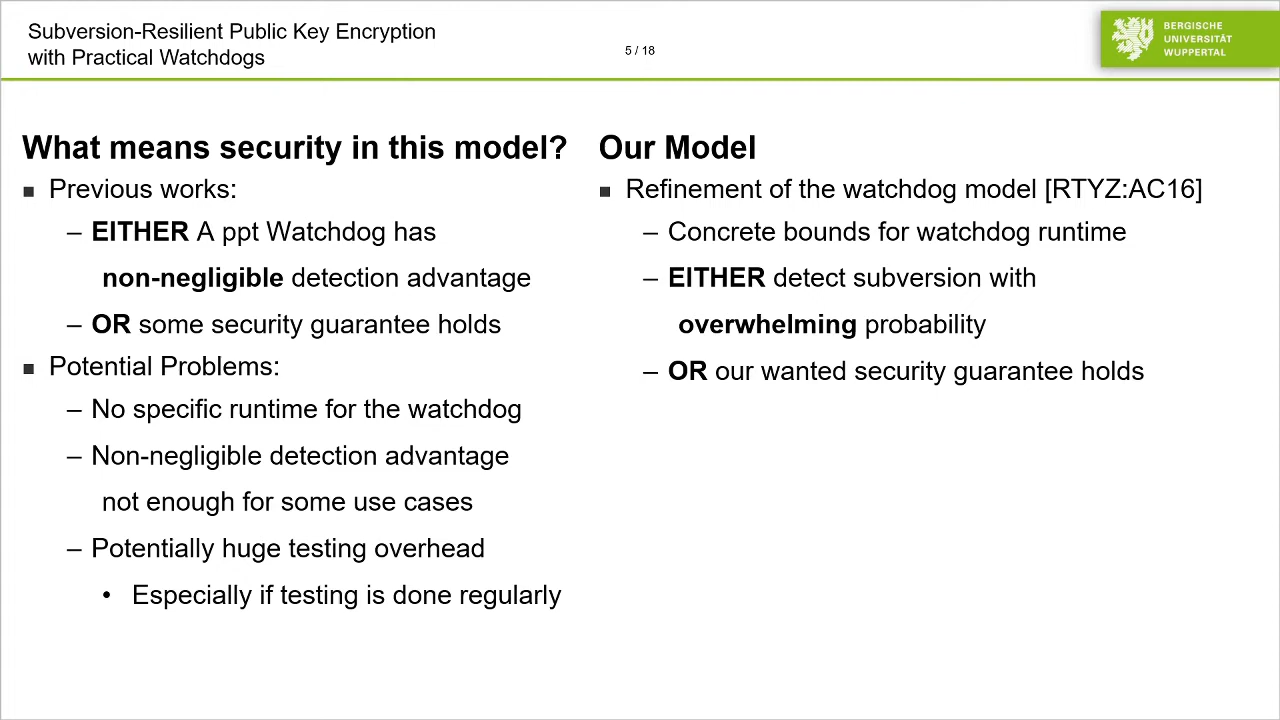 Subversion-Resilient Public Key Encryption
with Practical Watchdogs
5 / 18
BERGISCHE
UNIVERSITÄT
WUPPERTAL
What means security in this model?
■ Previous works:
– EITHER A ppt Watchdog has
non-negligible detection advantage
– OR some security guarantee holds
■ Potential Problems:
– No specific runtime for the watchdog
– Non-negligible detection advantage
not enough for some use cases
– Potentially huge testing overhead
• Especially if testing is done regularly
Our Model
■ Refinement of the watchdog model [RTYZ:AC16]
– Concrete bounds for watchdog runtime
– EITHER detect subversion with
overwhelming probability
– OR our wanted security guarantee holds